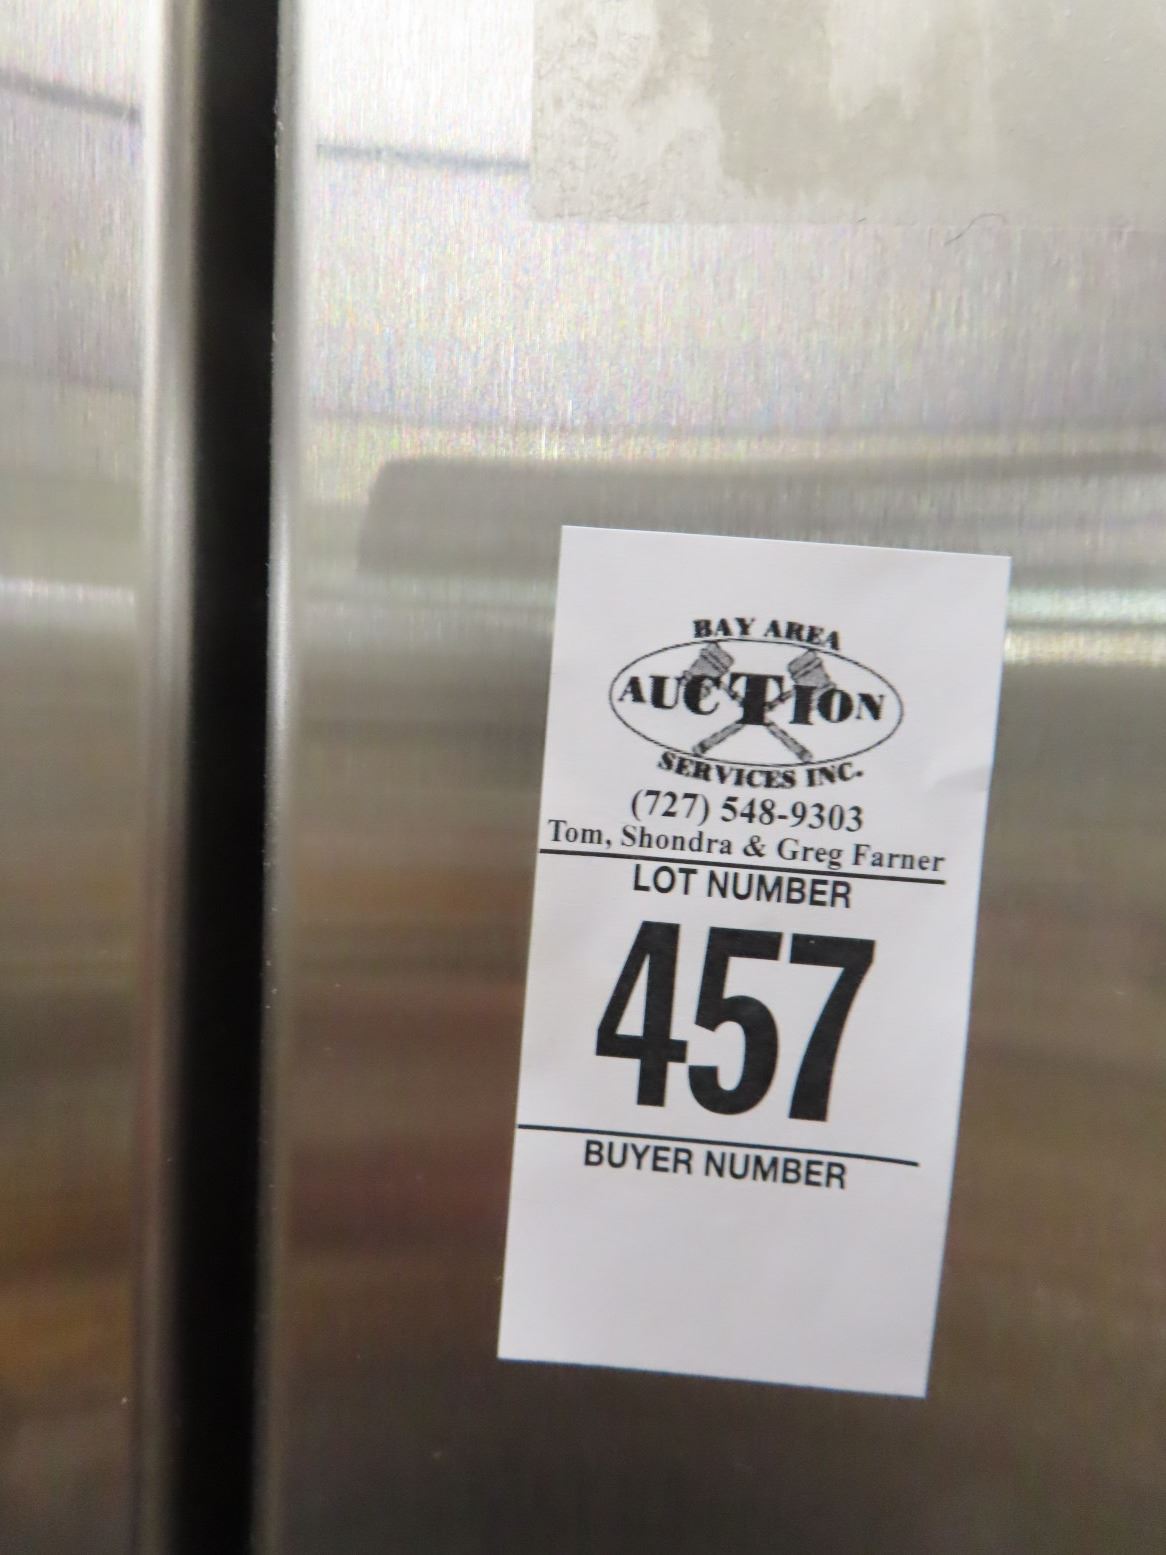 BAY AREA
AUCTION
SERVICES INC.
(727) 548-9303
Tom, Shondra & Greg Farner
LOT NUMBER
457
BUYER NUMBER